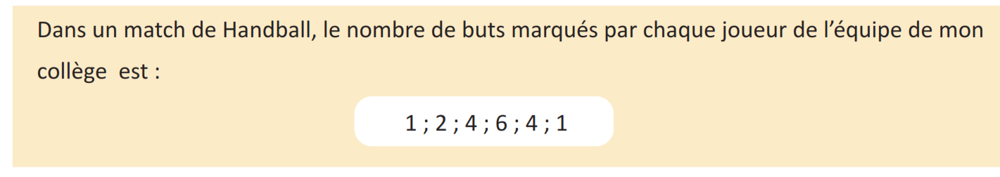 Dans un match de Handball, le nombre de buts marqués par chaque joueur de l’équipe de mon
collège  est :
1 ; 2 ; 4 ; 6 ; 4 ; 1